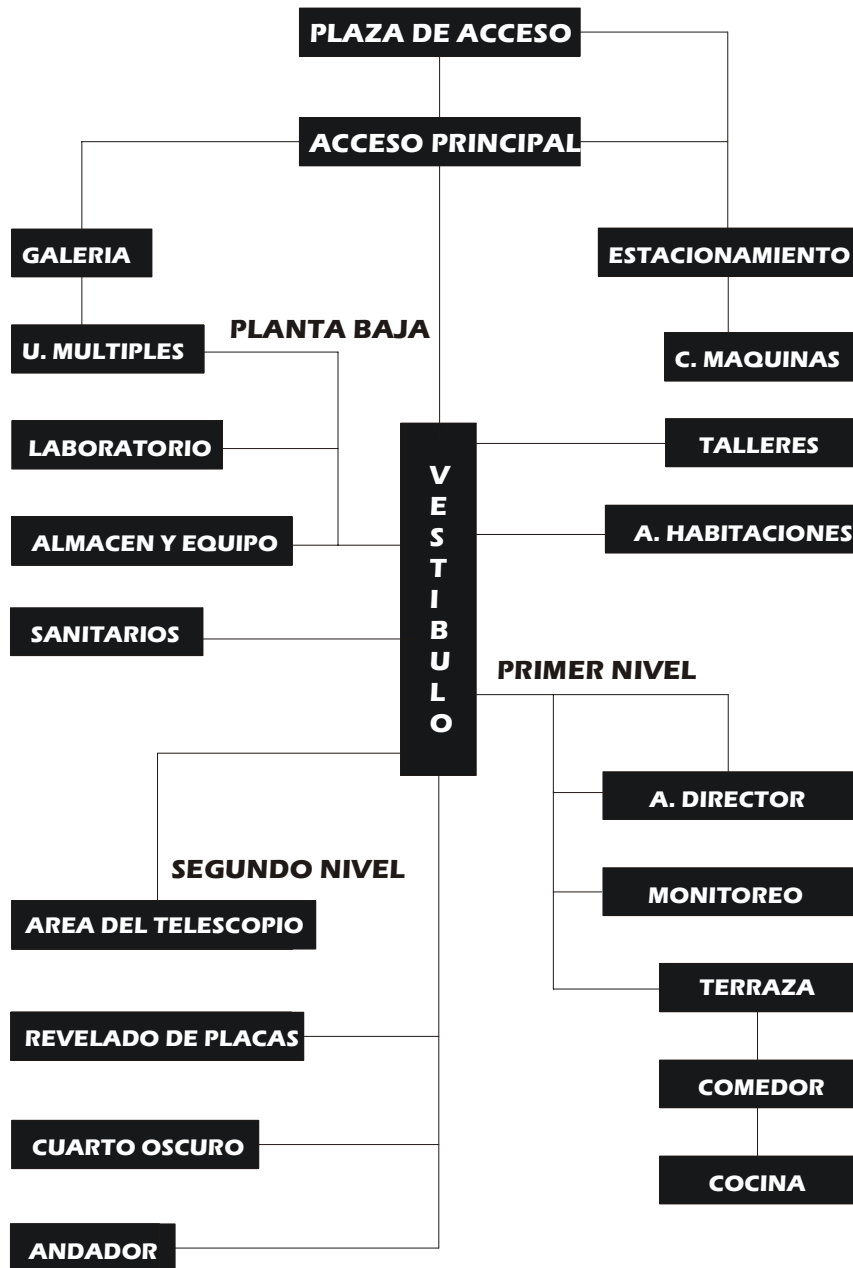 PLAZA DE ACCESO
ACCESO PRINCIPAL
GALERIA
ESTACIONAMIENTO
PLANTA BAJA
U. MULTIPLES
C. MAQUINAS
LABORATORIO
TALLERES
VESTIBULO
ALMACEN Y EQUIPO
A. HABITACIONES
SANITARIOS
PRIMER NIVEL
A. DIRECTOR
SEGUNDO NIVEL
MONITOREO
AREA DEL TELESCOPIO
TERRAZA
REVELADO DE PLACAS
COMEDOR
CUARTO OSCURO
COCINA
ANDADOR